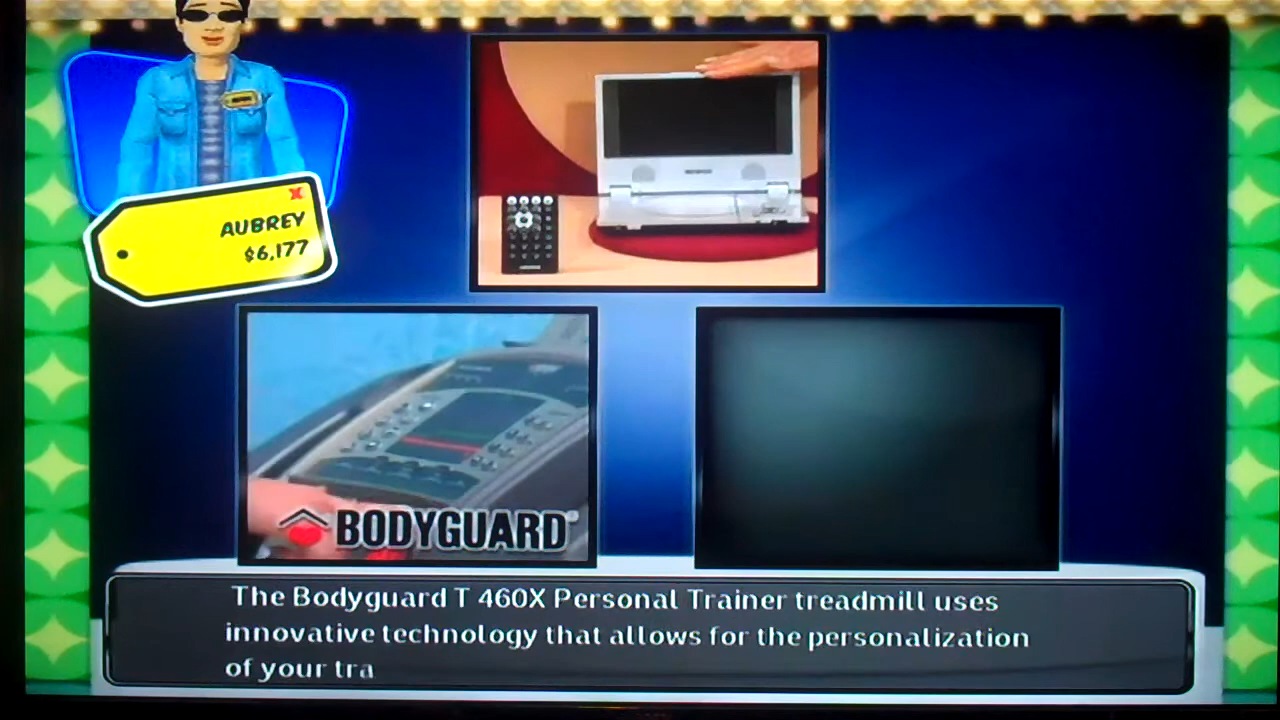 X
AUBREY
$6,177
BODYGUARD
The Bodyguard T 460X Personal Trainer treadmill uses
innovative technology that allows for the personalization
of your tra